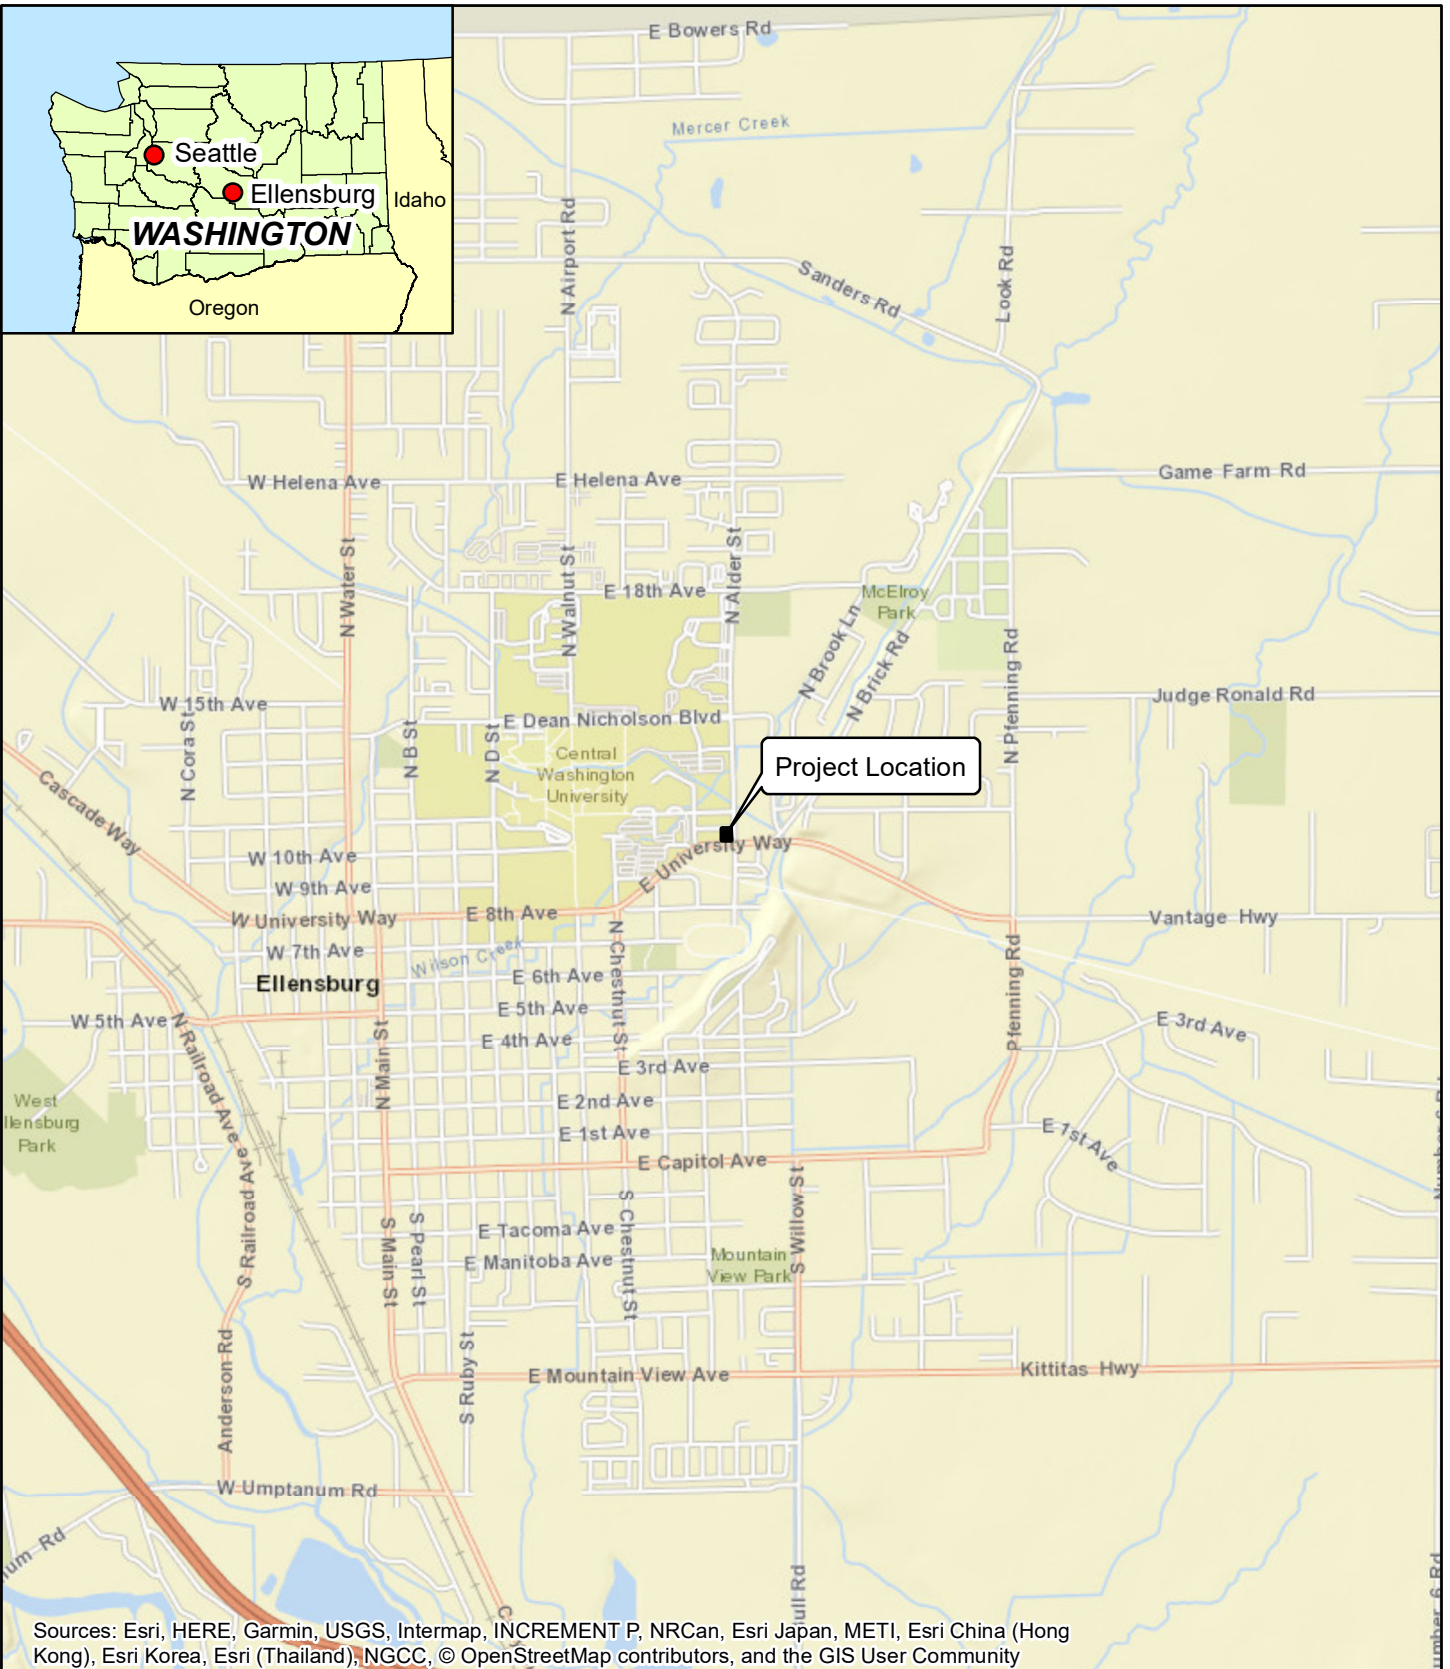 E Bowers Rd
Mercer Creek
Seattle
Ellensburg
Idaho
WASHINGTON
Oregon
N Airport Rd
Sanders Rd
Look Rd
W Helena Ave
E Helena Ave
Game Farm Rd
N Water St
N Walnut St
N Alder St
E 18th Ave
McElroy
Park
N Brook Ln
N Brick Rd
N Pfenning Rd
W 15th Ave
N Cora St
N B St
N D St
E Dean Nicholson Blvd
Judge Ronald Rd
Central
Washington
University
Project Location
Cascade Way
E University Way
W 10th Ave
W 9th Ave
W University Way
E 8th Ave
Vantage Hwy
W 7th Ave
Wilson Creek
N Chestnut St
Ellensburg
E 6th Ave
E 5th Ave
Pfenning Rd
W 5th Ave
N Railroad Ave
E 4th Ave
E 3rd Ave
N Main St
E 3rd Ave
West
llensburg
Park
E 2nd Ave
E 1st Ave
E 1st Ave
E Capitol Ave
S Railroad Ave
S Main St
S Pearl St
E Tacoma Ave
E Manitoba Ave
S Chestnut St
Mountain
View Park
S Willow St
Anderson Rd
S Ruby St
E Mountain View Ave
Kittitas Hwy
W Umptanum Rd
um Rd
ull Rd
umber 6 Rd
Sources: Esri, HERE, Garmin, USGS, Intermap, INCREMENT P, NRCan, Esri Japan, METI, Esri China (Hong
Kong), Esri Korea, Esri (Thailand), NGCC, © OpenStreetMap contributors, and the GIS User Community